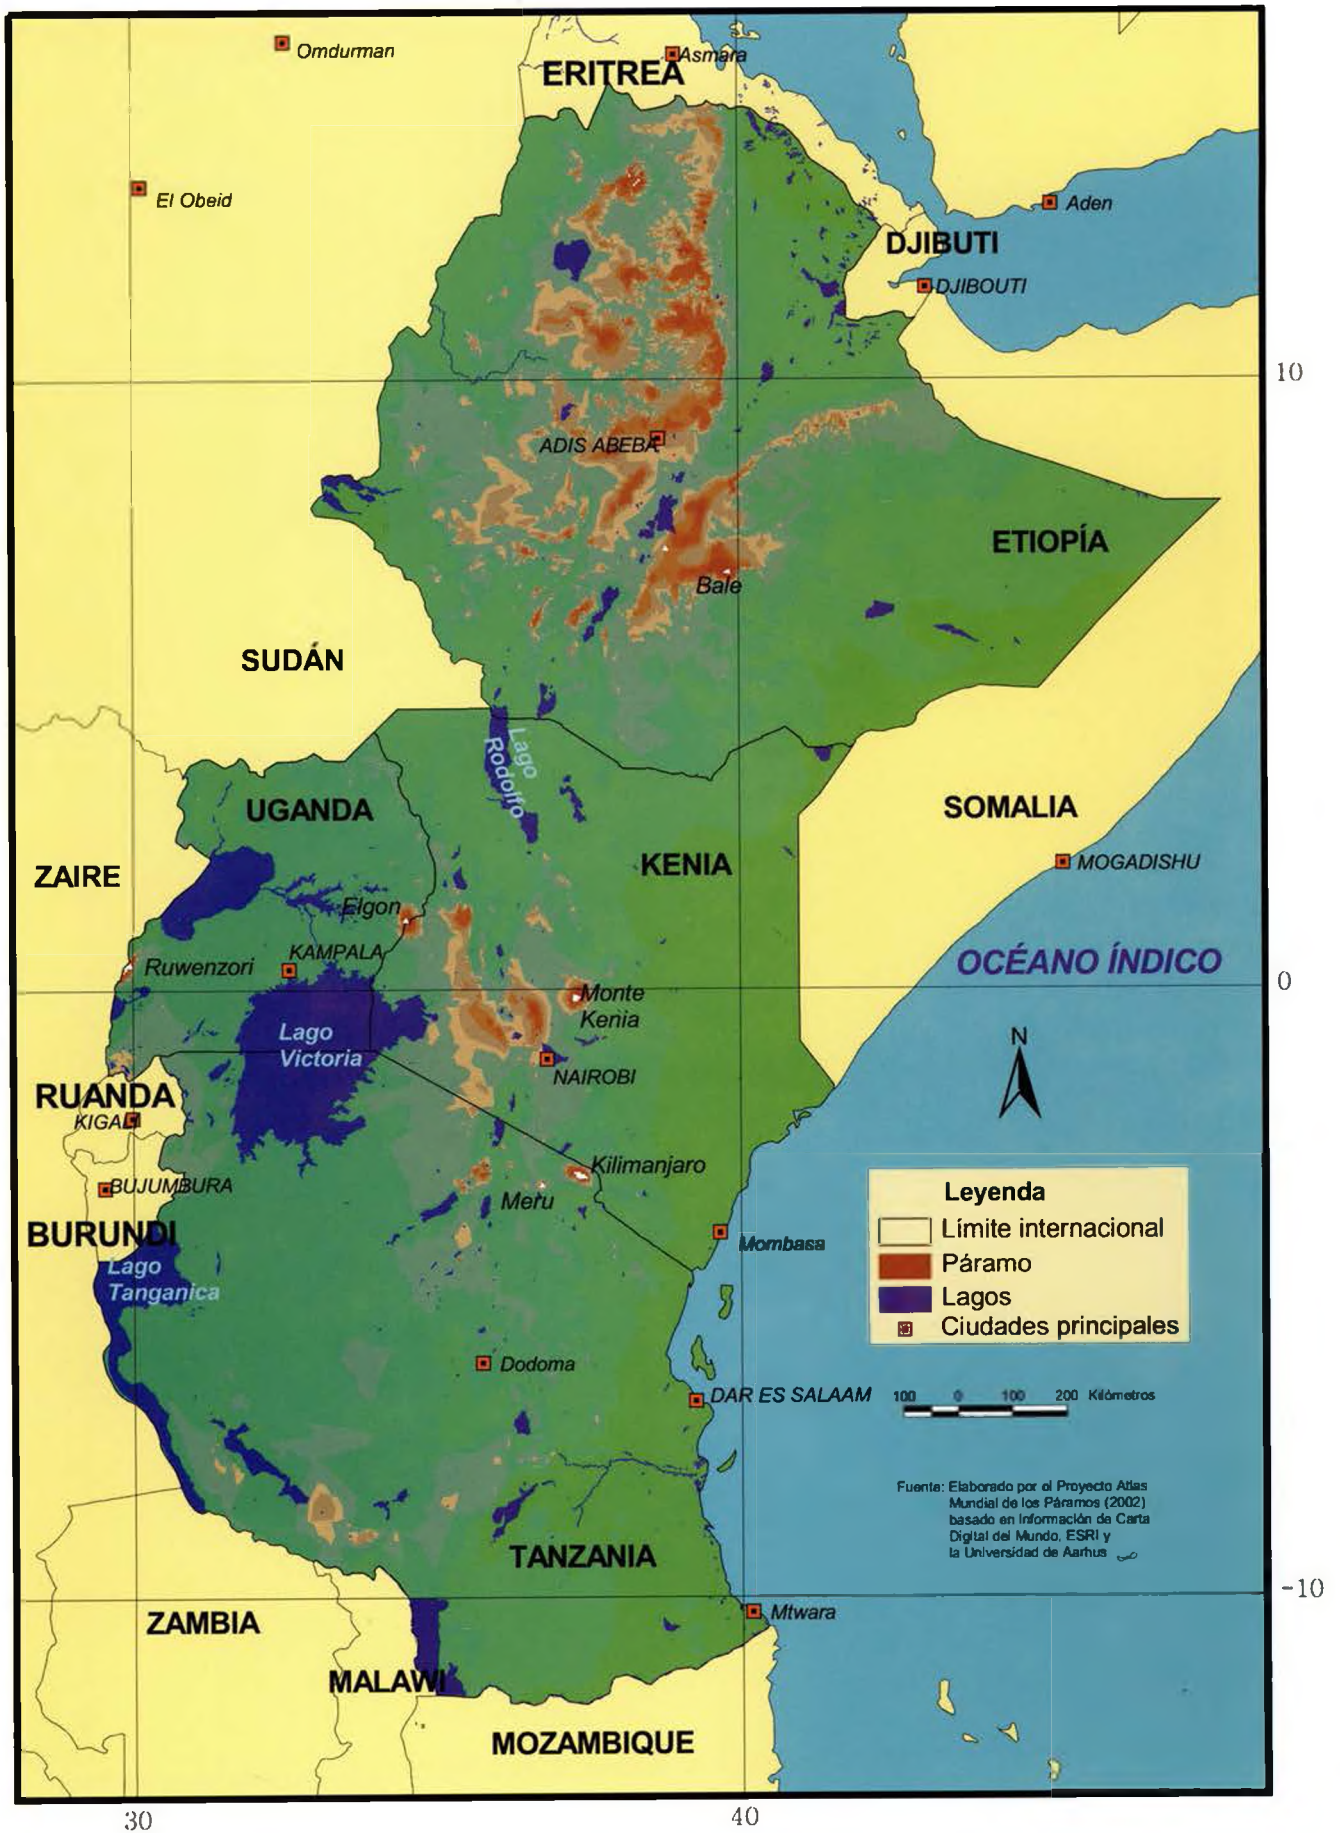 Omdurman
Asmara
ERITREA
El Obeid
Aden
DJIBUTI
DJIBOUTI
10
ADIS ABEBA
ETIOPÍA
Bale
SUDÁN
Lago
Rodolfo
UGANDA
SOMALIA
KENIA
MOGADISHU
ZAIRE
Elgon
KAMPALA
OCÉANO ÍNDICO
Ruwenzori
0
Monte
Kenia
Lago
Victoria
N
NAIROBI
RUANDA
KIGALI
Kilimanjaro
BUJUMBURA
Meru
Leyenda
Límite internacional
Páramo
Lagos
Ciudades principales
BURUNDI
Mombasa
Lago
Tanganica
Dodoma
DAR ES SALAAM
100 0 100 200 Kilómetros
Fuente: Elaborado por el Proyecto Atlas
Mundial de los Páramos (2002)
basado en Información de Carta
Digital del Mundo, ESRI y
la Universidad de Aarhus
TANZANIA
-10
Mtwara
ZAMBIA
MALAWI
MOZAMBIQUE
30
40